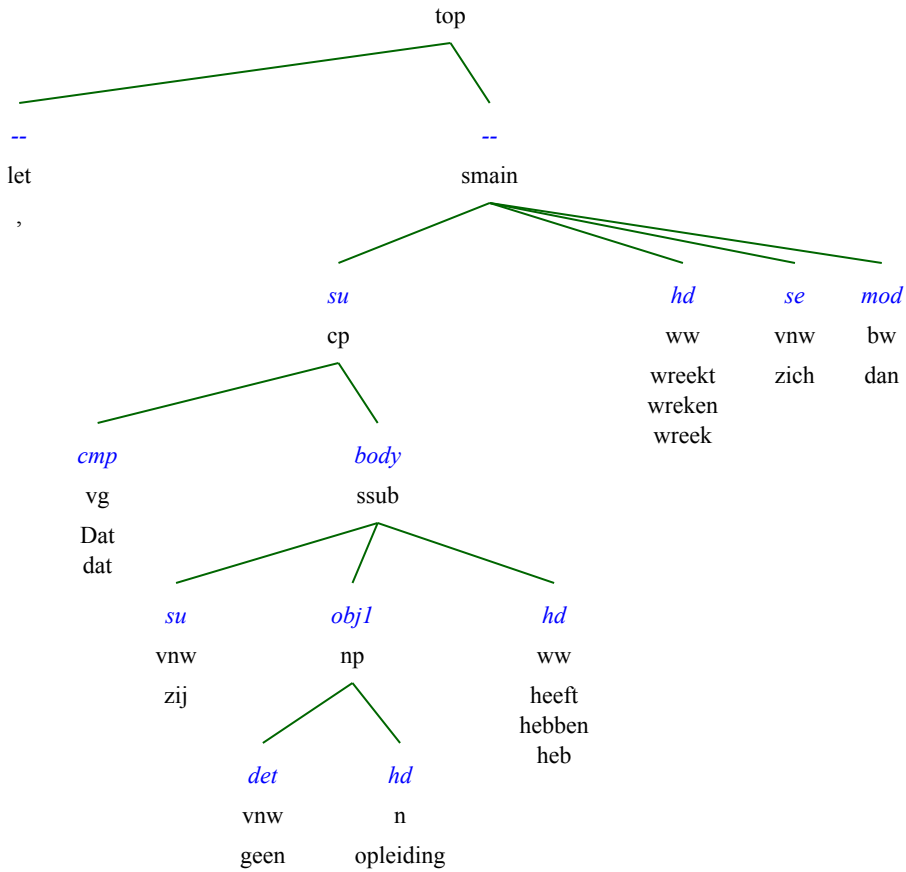 top
-- --
let smain
,
su hd se mod
cp ww vnw bw
wreekt zich dan
wreken
wreek
cmp body
vg ssub
Dat
dat
su obj1 hd
vnw np ww
zij heeft
hebben
heb
det hd
vnw n
geen opleiding